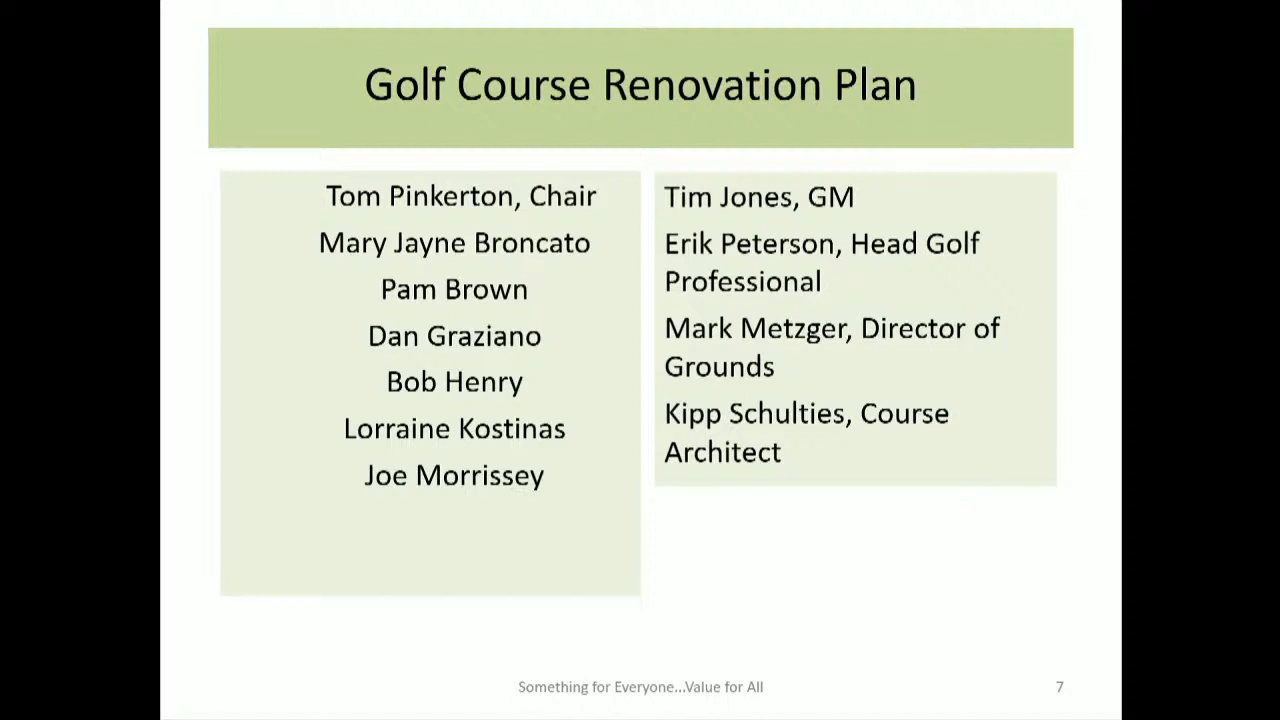 Golf Course Renovation Plan
Tom Pinkerton, Chair
Mary Jayne Broncato
Pam Brown
Dan Graziano
Bob Henry
Lorraine Kostinas
Joe Morrissey
Tim Jones, GM
Erik Peterson, Head Golf
Professional
Mark Metzger, Director of
Grounds
Kipp Schulties, Course
Architect
Something for Everyone...Value for All
7